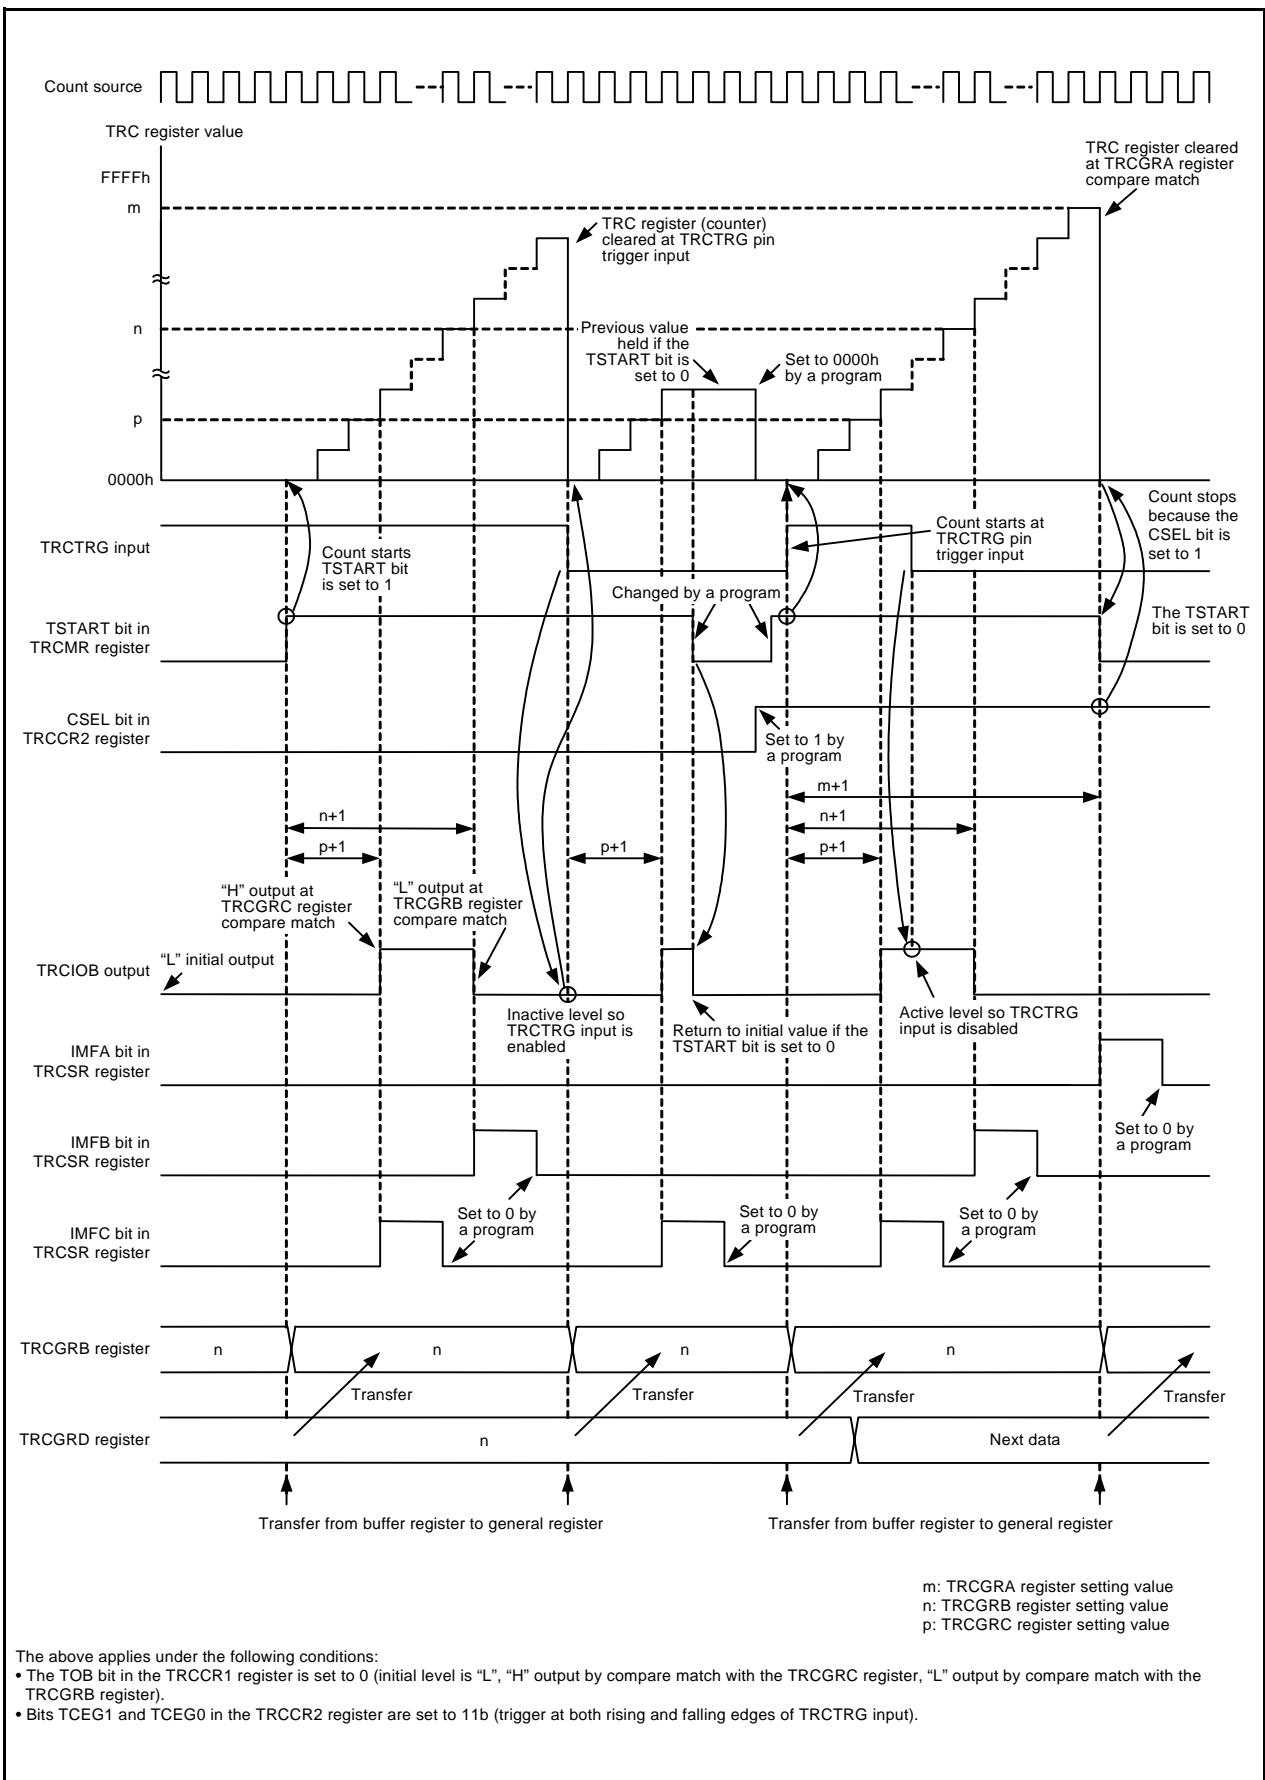 Count source
TRC register value
FFFFh
m
n
p
0000h
TRC register cleared
at TRCGRA register
compare match
TRC register (counter)
cleared at TRCTRG pin
trigger input
Previous value
held if the
TSTART bit is
set to 0
Set to 0000h
by a program
TRCTRG input
Count starts
TSTART bit
is set to 1
Count starts at
TRCTRG pin
trigger input
Count stops
because the
CSEL bit is
set to 1
Changed by a program
TSTART bit in
TRCMR register
The TSTART
bit is set to 0
CSEL bit in
TRCCR2 register
Set to 1 by
a program
m+1
n+1
n+1
p+1
p+1
p+1
“H” output at
TRCGRC register
compare match
“L” output at
TRCGRB register
compare match
TRCIOB output
“L” initial output
Inactive level so
TRCTRG input is
enabled
Return to initial value if the
TSTART bit is set to 0
Active level so TRCTRG
input is disabled
IMFA bit in
TRCSR register
Set to 0 by
a program
IMFB bit in
TRCSR register
Set to 0 by
a program
Set to 0 by
a program
Set to 0 by
a program
IMFC bit in
TRCSR register
TRCGRB register
n
n
n
n
Transfer
Transfer
Transfer
Transfer
TRCGRD register
n
Next data
Transfer from buffer register to general register
Transfer from buffer register to general register
m: TRCGRA register setting value
n: TRCGRB register setting value
p: TRCGRC register setting value
The above applies under the following conditions:
• The TOB bit in the TRCCR1 register is set to 0 (initial level is “L”, “H” output by compare match with the TRCGRC register, “L” output by compare match with the
TRCGRB register).
• Bits TCEG1 and TCEG0 in the TRCCR2 register are set to 11b (trigger at both rising and falling edges of TRCTRG input).